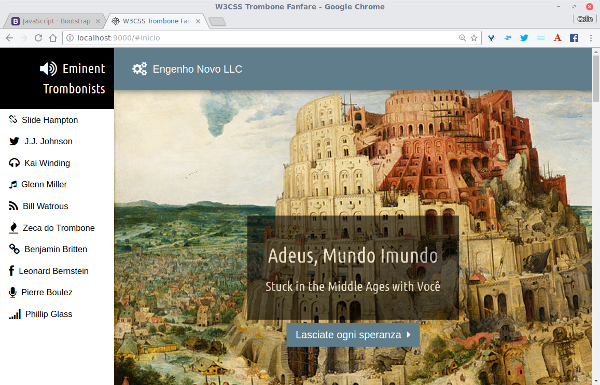 W3CSS Trombone Fanfare - Google Chrome
JavaScript · Bootstrap
W3CSS Trombone Fan
localhost:9000/#inicio
Eminent
Trombonists
Engenho Novo LLC
Slide Hampton
J.J. Johnson
Kai Winding
Glenn Miller
Bill Watrous
Zeca do Trombone
Benjamin Britten
Leonard Bernstein
Pierre Boulez
Phillip Glass
Adeus, Mundo Imundo
Stuck in the Middle Ages with Você
Lasciate ogni speranza